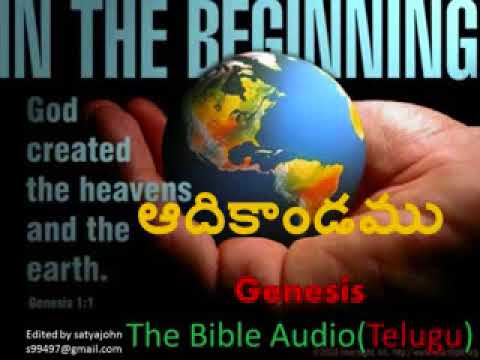 IN THE BEGINNING
God
created
the heavens
and the
earth.
Genesis 1:1
ఆదికాండము
Genesis
Edited by satyajohn
s99497@gmail.com
The Bible Audio(Telugu)